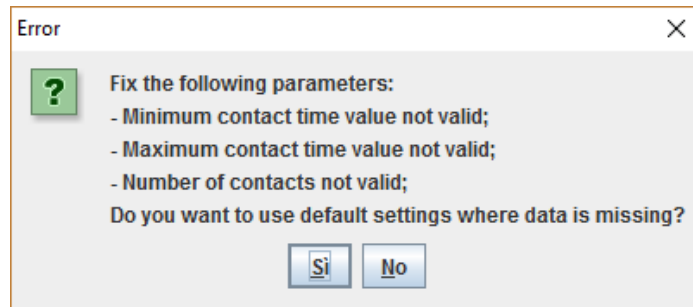 Error
Fix the following parameters:
- Minimum contact time value not valid;
- Maximum contact time value not valid;
- Number of contacts not valid;
Do you want to use default settings where data is missing?
Sì No